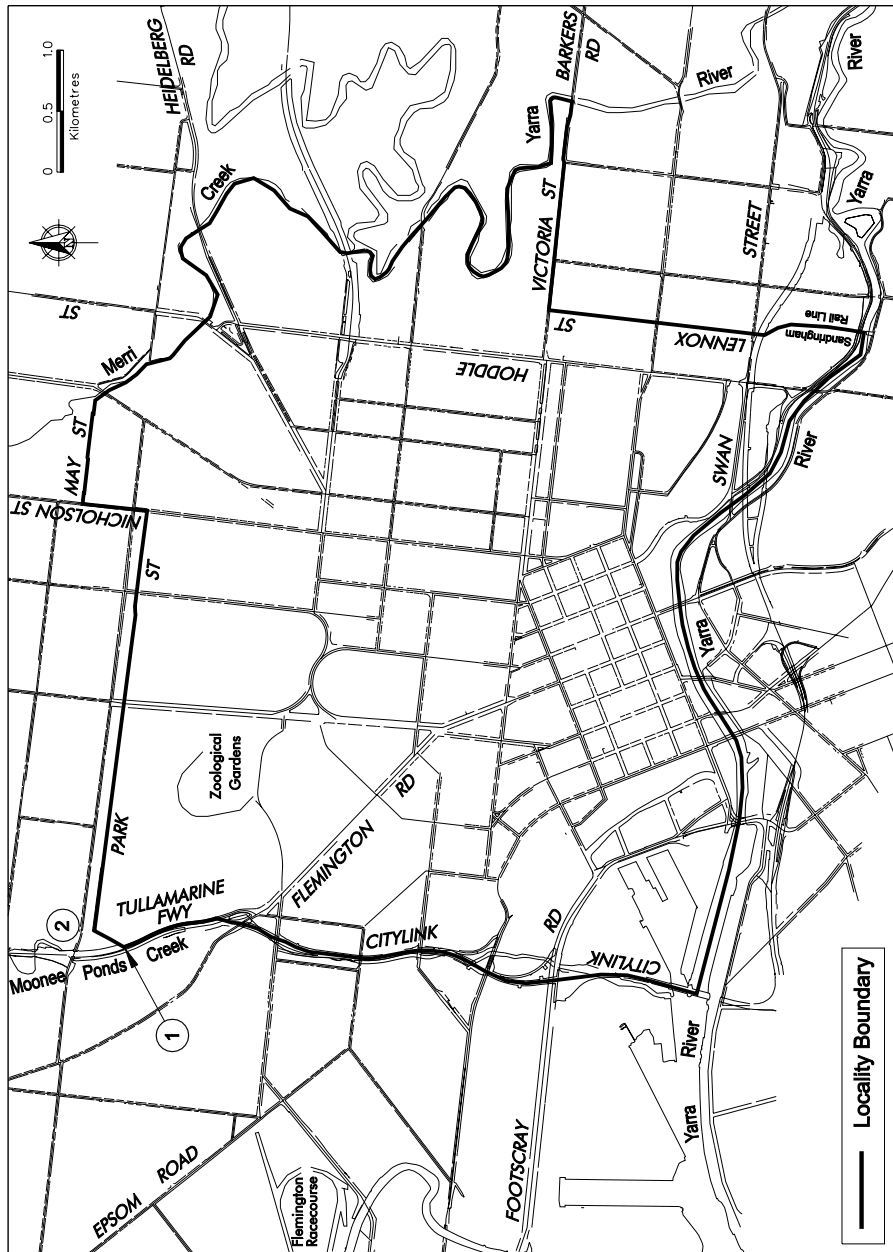 0
0.5
1.0
Kilometres
HEIDELBERG
RD
BARKERS
RD
River
River
Yarra
Yarra
Creek
Merri
ST
VICTORIA ST
STREET
LENNOX
ST
Sandringham
Rail Line
HODDLE
SWAN
River
MAY ST
NICHOLSON ST
ST
Yarra
PARK
Zoological
Gardens
FLEMINGTON
RD
TULLAMARINE
FWY
CITYLINK
CITYLINK
RD
2
Moonee
Ponds
Creek
1
River
Yarra
EPSOM ROAD
FOOTSCRAY
Flemington
Racecourse
Locality Boundary